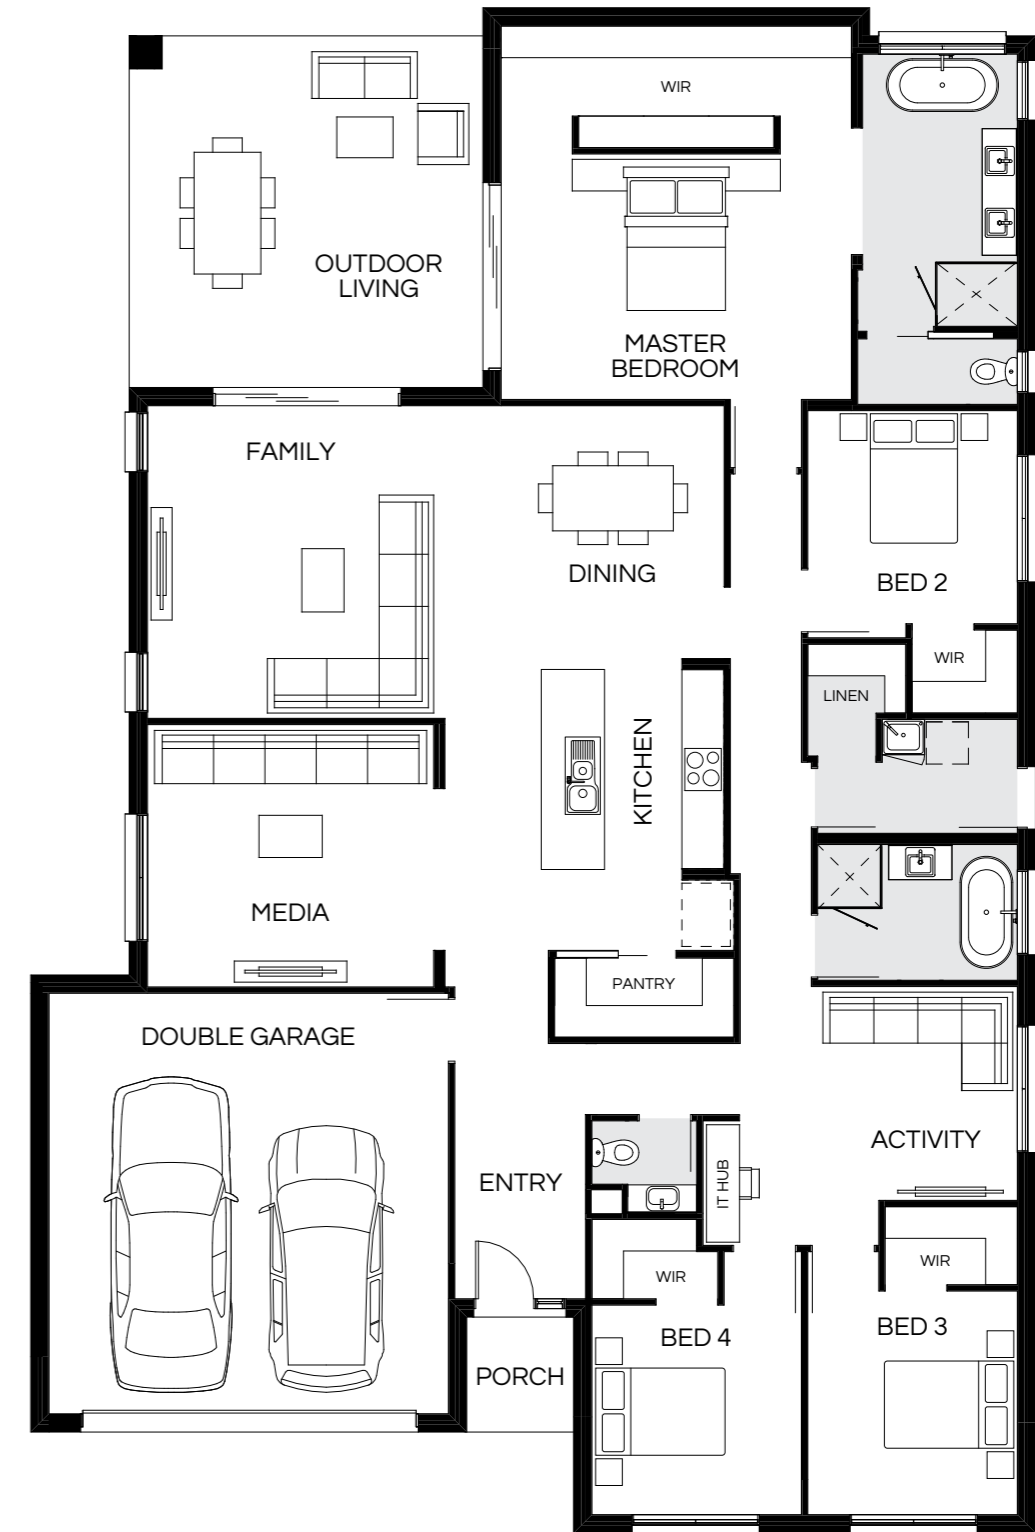 WIR
OUTDOOR
LIVING
MASTER
BEDROOM
FAMILY
DINING
BED 2
WIR
LINEN
KITCHEN
MEDIA
PANTRY
DOUBLE GARAGE
ACTIVITY
ENTRY
IT HUB
WIR
WIR
BED 4
BED 3
PORCH